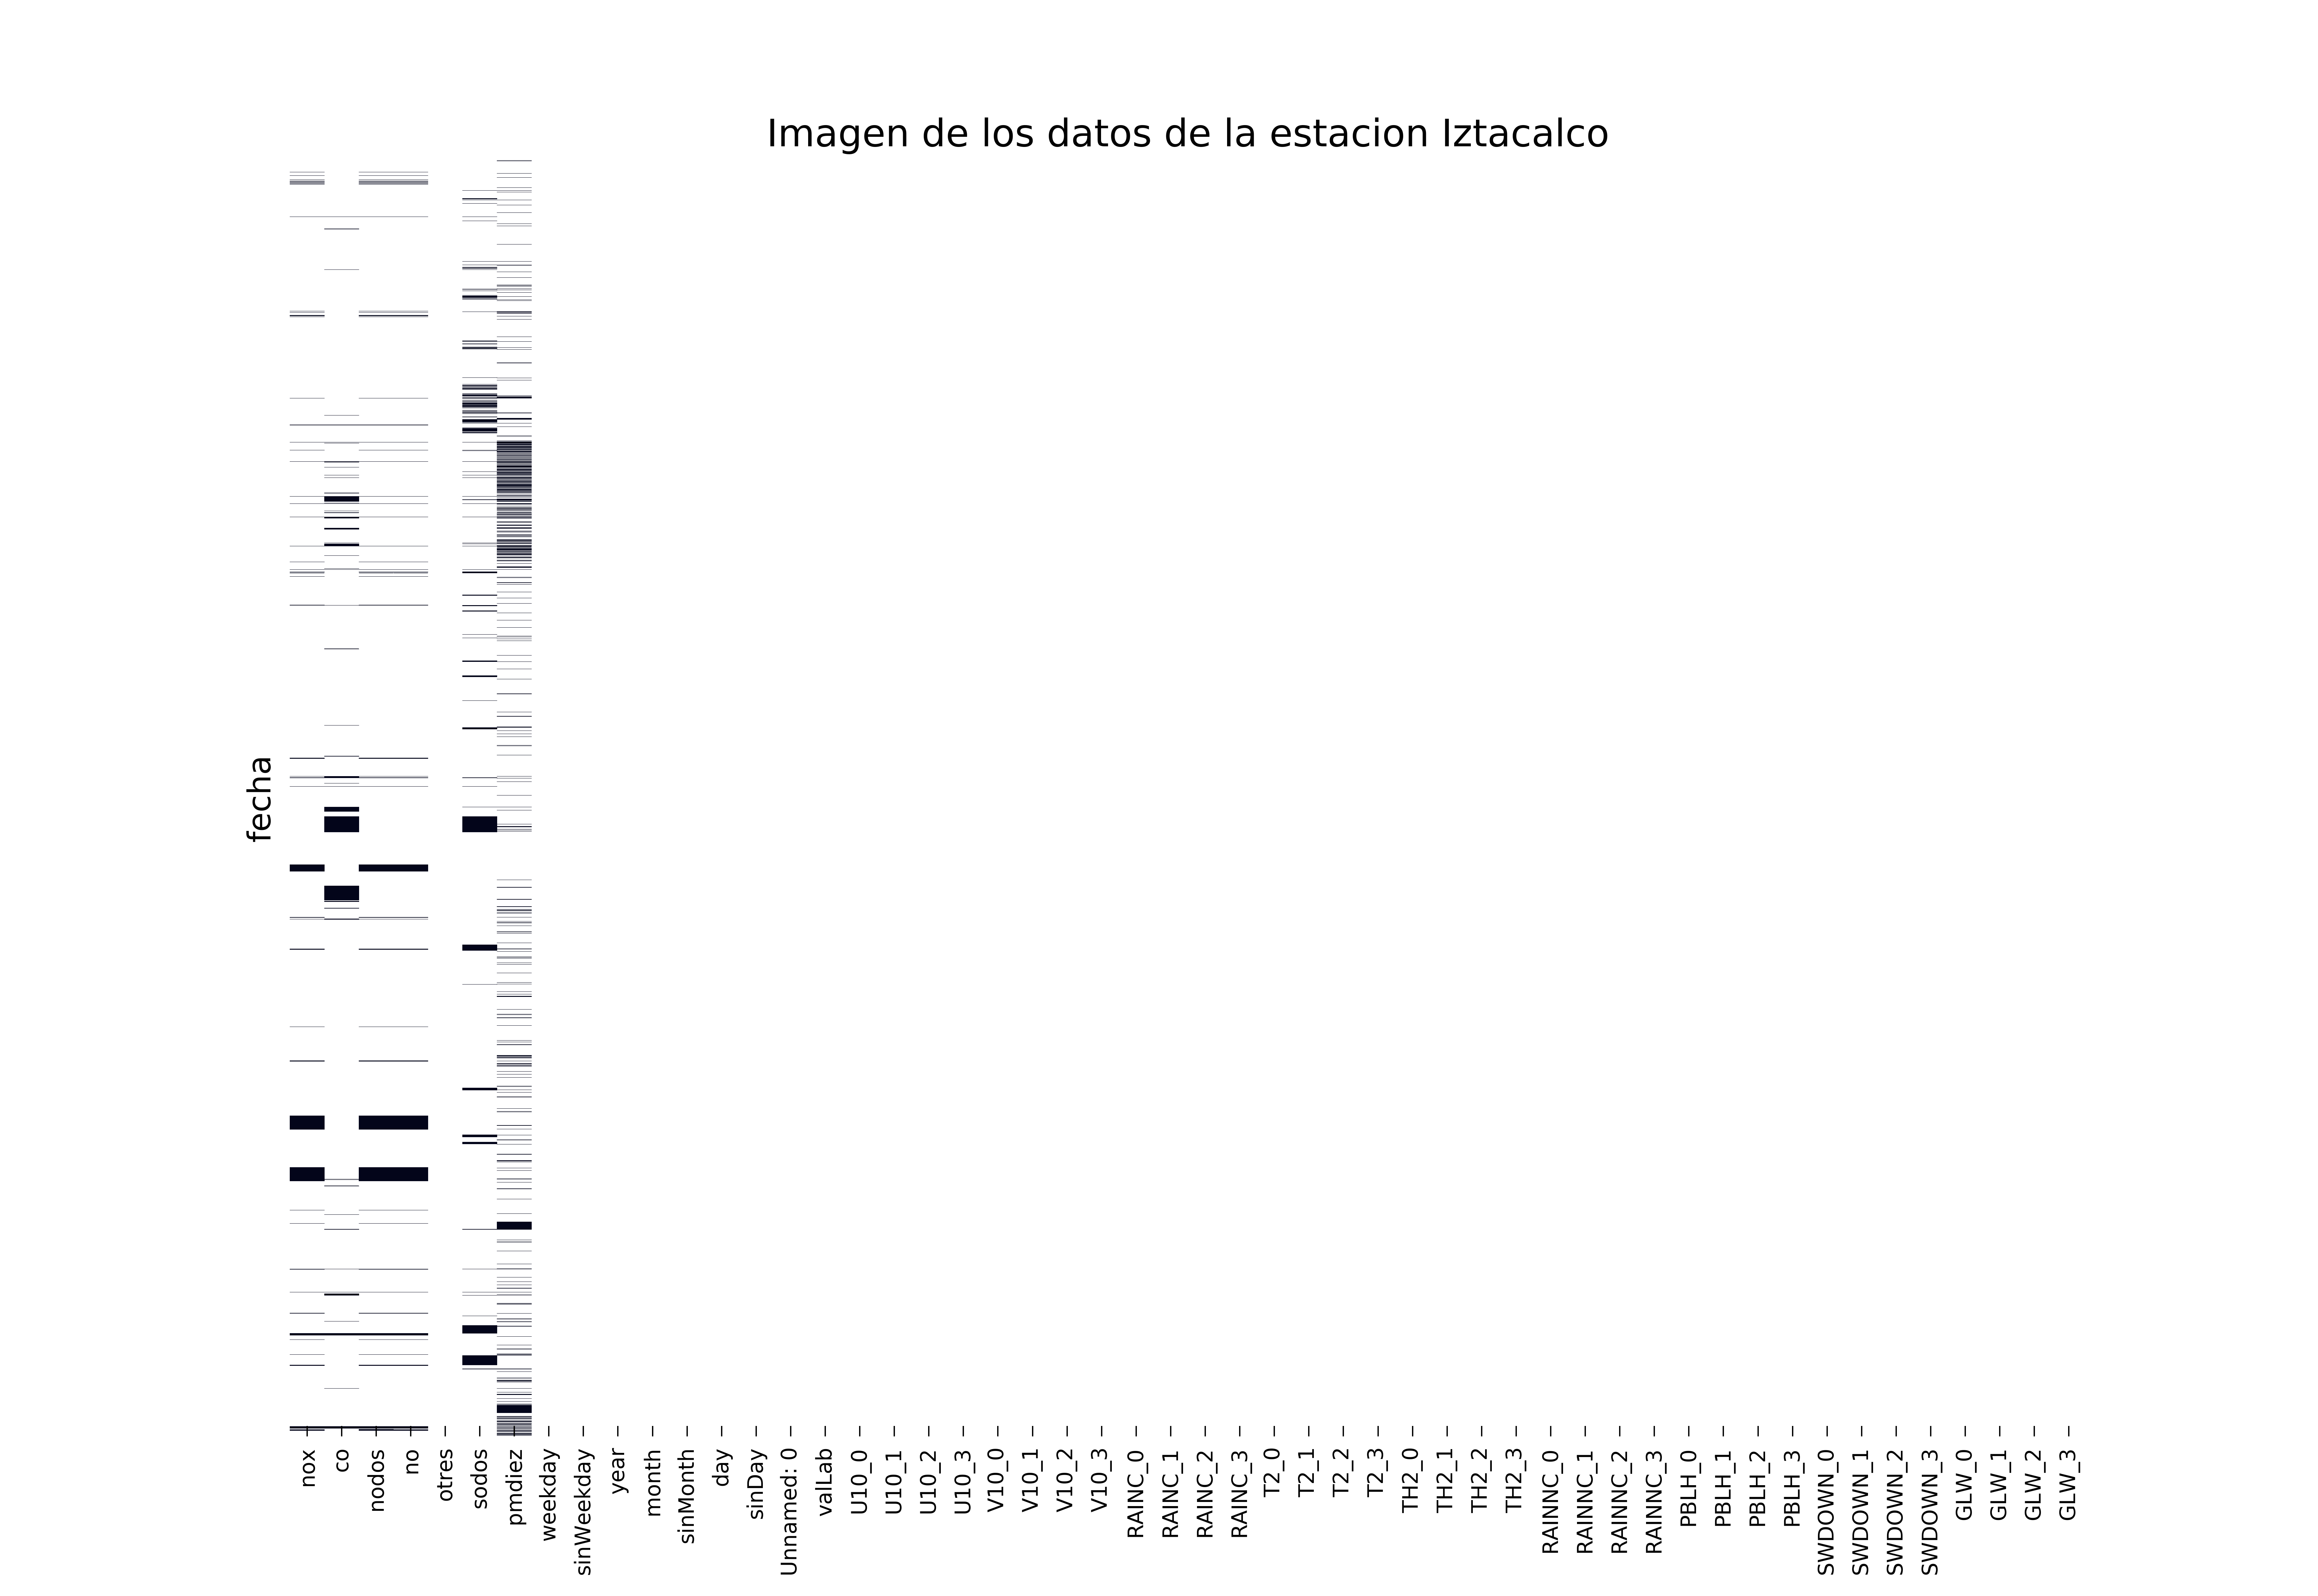 Imagen de los datos de la estacion Iztacalco
fecha
nox
co
nodos
no
otres
sodos
pmdiez
weekday
sinWeekday
year
month
sinMonth
day
sinDay
Unnamed: 0
valLab
U10_0
U10_1
U10_2
U10_3
V10_0
V10_1
V10_2
V10_3
RAINC_0
RAINC_1
RAINC_2
RAINC_3
T2_0
T2_1
T2_2
T2_3
TH2_0
TH2_1
TH2_2
TH2_3
RAINNC_0
RAINNC_1
RAINNC_2
RAINNC_3
PBLH_0
PBLH_1
PBLH_2
PBLH_3
SWDOWN_0
SWDOWN_1
SWDOWN_2
SWDOWN_3
GLW_0
GLW_1
GLW_2
GLW_3